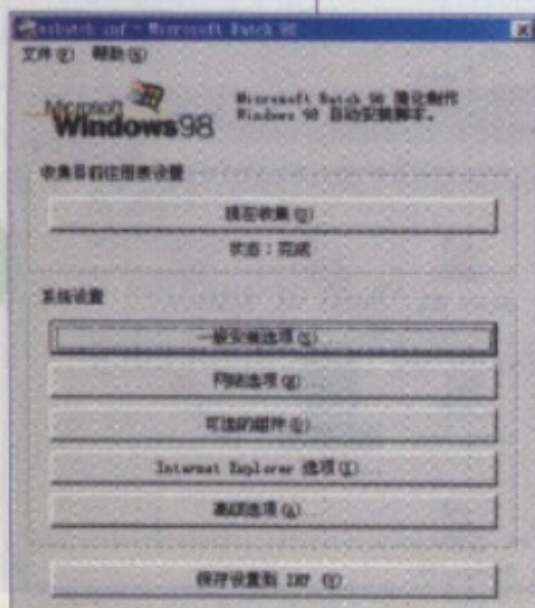 msbatch.inf - Microsoft Batch 98
文件(F) 帮助(H)
Microsoft
Windows98
Microsoft Batch 98 简化制作
Windows 98 自动安装脚本。
收集目前注册表设置
现在收集(G)
状态:完成
系统设置
一般安装选项(S)
网络选项(N)
可选的组件(O)
Internet Explorer 选项(I)
高级选项(A)
保存设置到 INF (V)